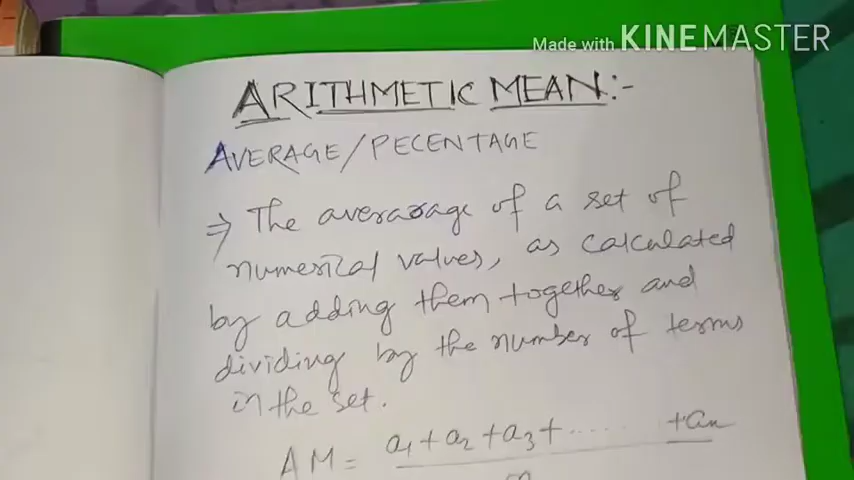 Made with KINEMASTER
ARITHMETIC MEAN:-
AVERAGE/PECENTAGE
⇒ The averarage of a set of
numerical values, as calculated
by adding them together and
dividing by the number of terms
in the set.
AM = a₁+a₂+a₃+...... +aₙ